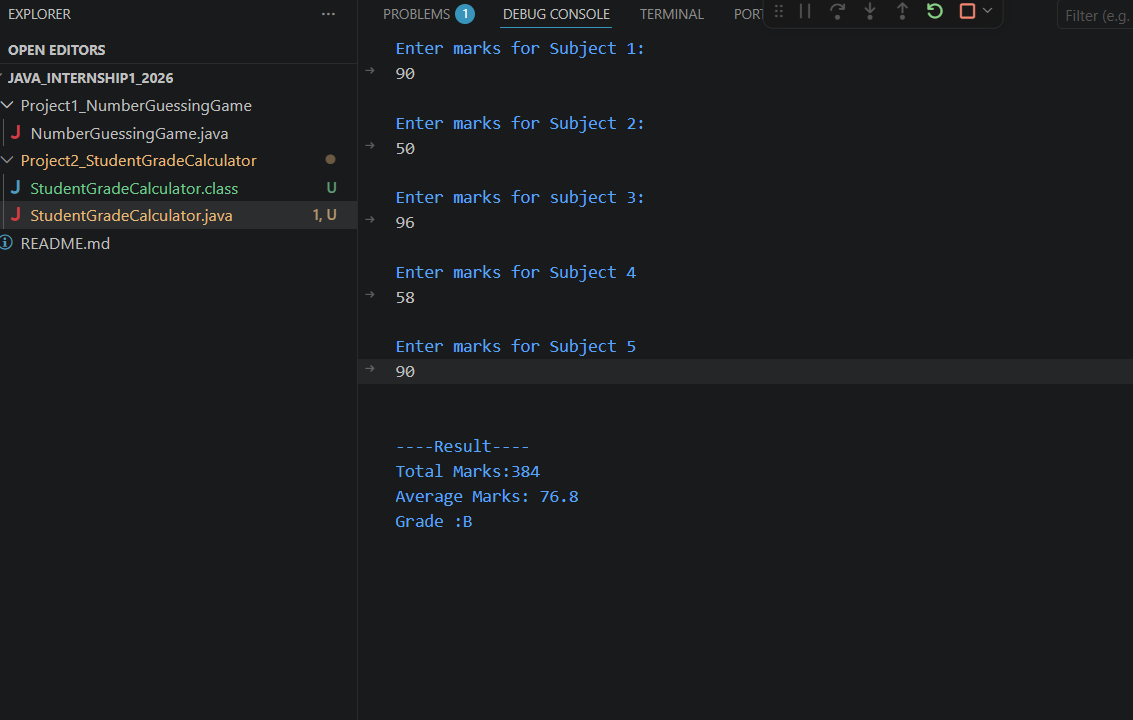 EXPLORER
...
OPEN EDITORS
JAVA_INTERNSHIP1_2026
Project1_NumberGuessingGame
J NumberGuessingGame.java
Project2_StudentGradeCalculator
J StudentGradeCalculator.class U
J StudentGradeCalculator.java 1, U
README.md
PROBLEMS 1 DEBUG CONSOLE TERMINAL PORT Filter (e.g.
Enter marks for Subject 1:
90
Enter marks for Subject 2:
50
Enter marks for subject 3:
96
Enter marks for Subject 4
58
Enter marks for Subject 5
90
----Result----
Total Marks:384
Average Marks: 76.8
Grade :B